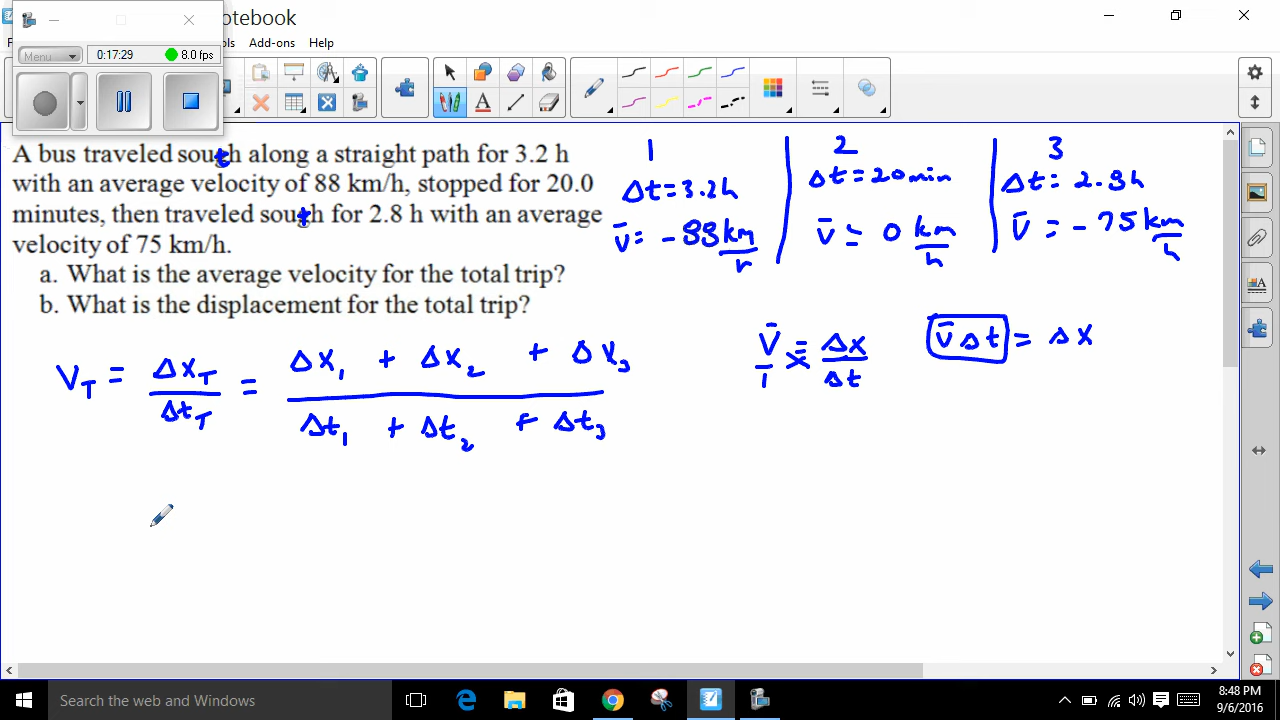 otebook
ols Add-ons Help
Menu 0:17:29 8.0 fps
A bus traveled south along a straight path for 3.2 h
with an average velocity of 88 km/h, stopped for 20.0
minutes, then traveled south for 2.8 h with an average
velocity of 75 km/h.
a. What is the average velocity for the total trip?
b. What is the displacement for the total trip?
1
Δt = 3.2h
v̄ = -88 km/r
2
Δt = 20min
v̄ = 0 km/h
3
Δt = 2.8h
v̄ = -75 km/h
V_T = Δx_T/Δt_T = (Δx₁ + Δx₂ + Δx₃)/(Δt₁ + Δt₂ + Δt₃)
v̄/1 = Δx/Δt
v̄Δt = Δx
Search the web and Windows
8:48 PM
9/6/2016